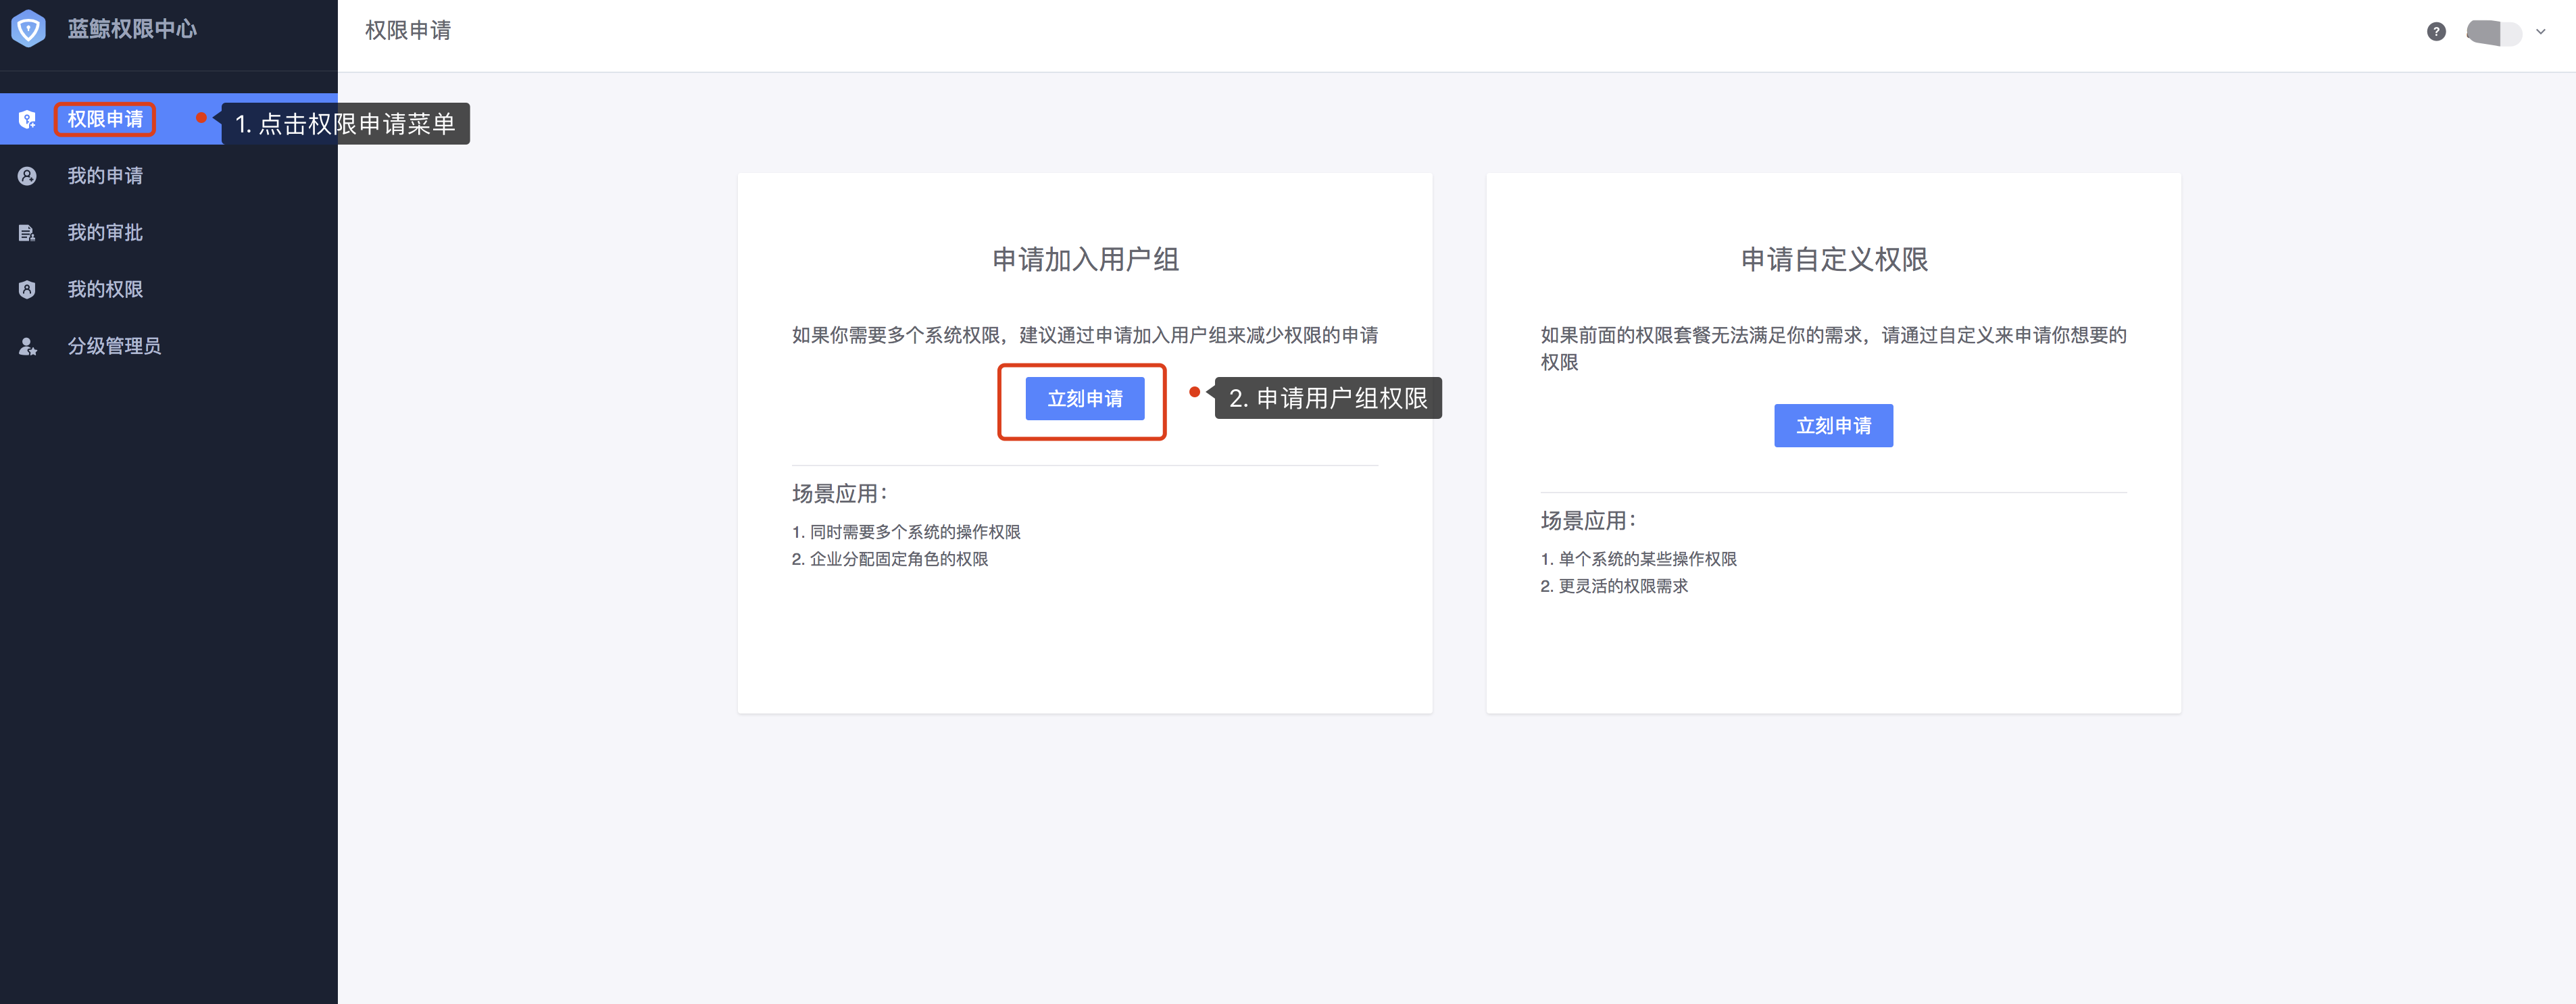 蓝鲸权限中心
权限申请
权限申请
1. 点击权限申请菜单
我的申请
我的审批
我的权限
分级管理员
申请加入用户组
如果你需要多个系统权限，建议通过申请加入用户组来减少权限的申请
立刻申请
2. 申请用户组权限
场景应用：
1. 同时需要多个系统的操作权限
2. 企业分配固定角色的权限
申请自定义权限
如果前面的权限套餐无法满足你的需求，请通过自定义来申请你想要的
权限
立刻申请
场景应用：
1. 单个系统的某些操作权限
2. 更灵活的权限需求